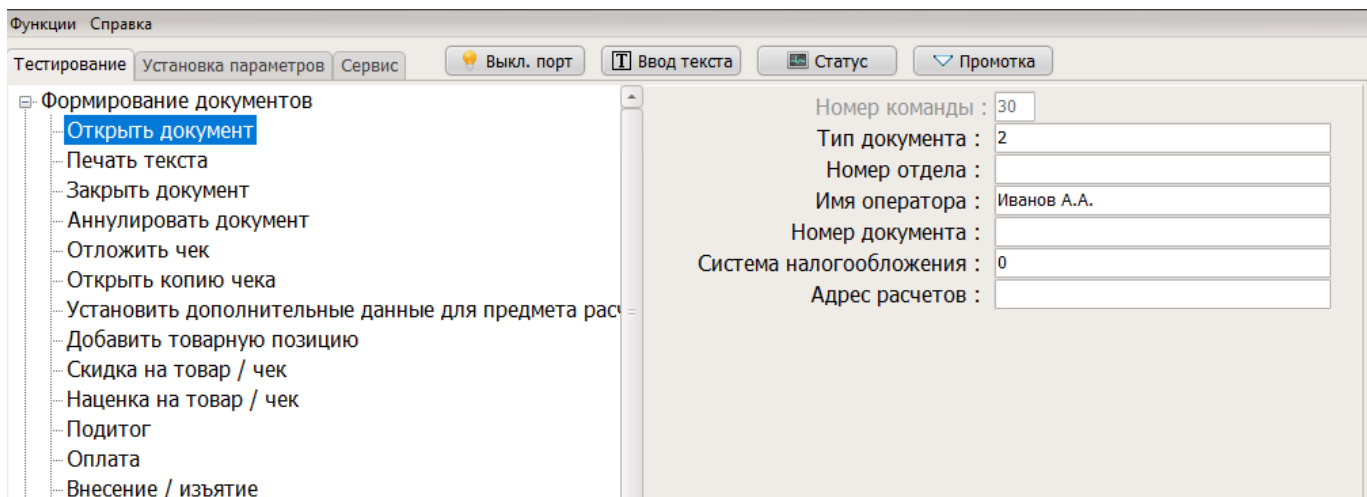 Функции Справка
Тестирование Установка параметров Сервис Выкл. порт Ввод текста Статус Промотка
Формирование документов
Открыть документ
Печать текста
Закрыть документ
Аннулировать документ
Отложить чек
Открыть копию чека
Установить дополнительные данные для предмета расч
Добавить товарную позицию
Скидка на товар / чек
Наценка на товар / чек
Подитог
Оплата
Внесение / изъятие
Номер команды : 30
Тип документа : 2
Номер отдела :
Имя оператора : Иванов А.А.
Номер документа :
Система налогообложения : 0
Адрес расчетов :